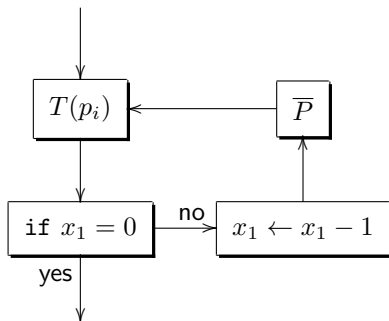 T(p_i)
P̅
if x_1 = 0
no
x_1 ← x_1 − 1
yes